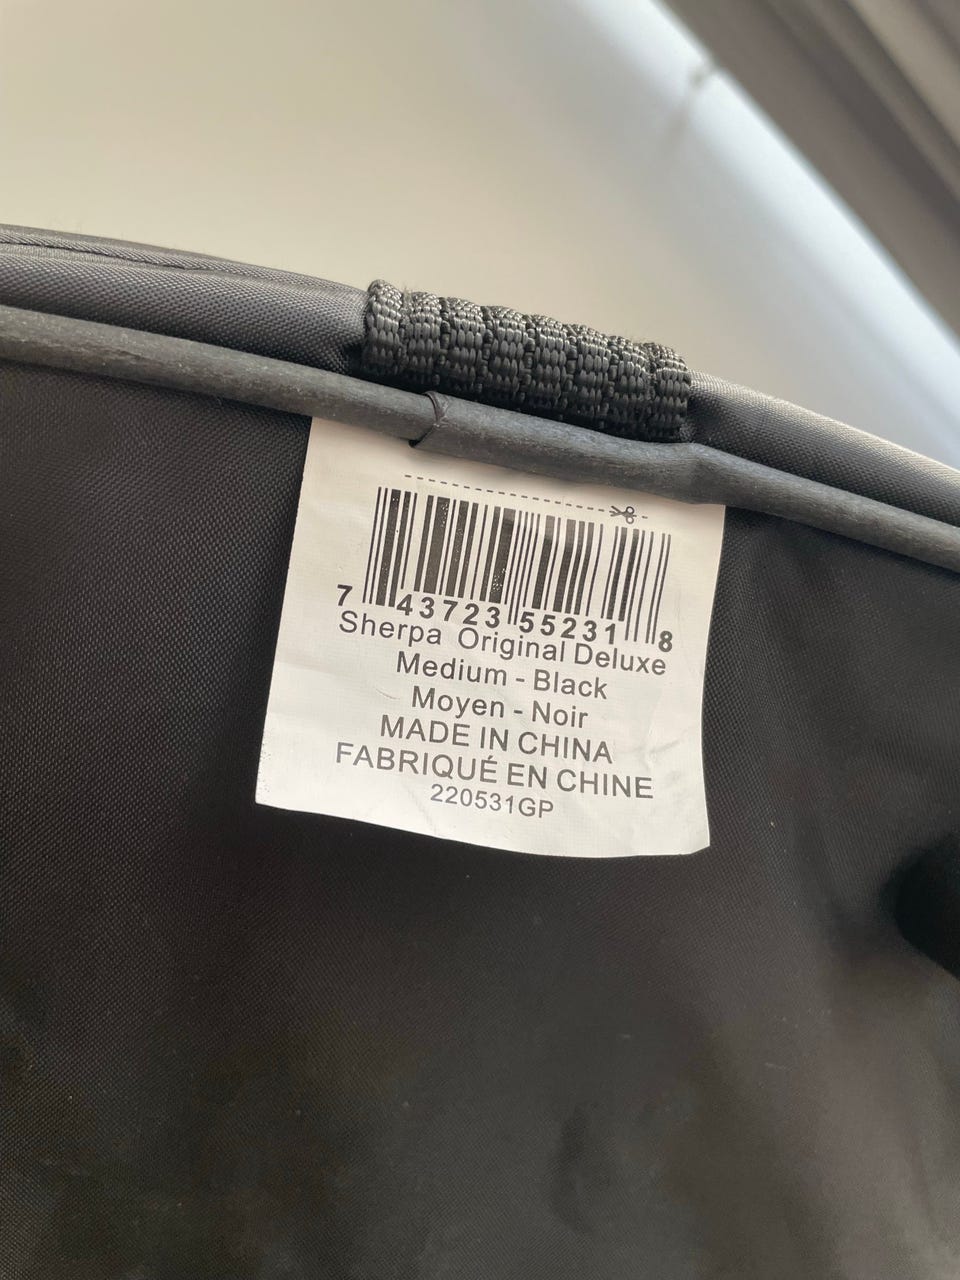 7 43723 55231 8
Sherpa Original Deluxe
Medium - Black
Moyen - Noir
MADE IN CHINA
FABRIQUÉ EN CHINE
220531GP